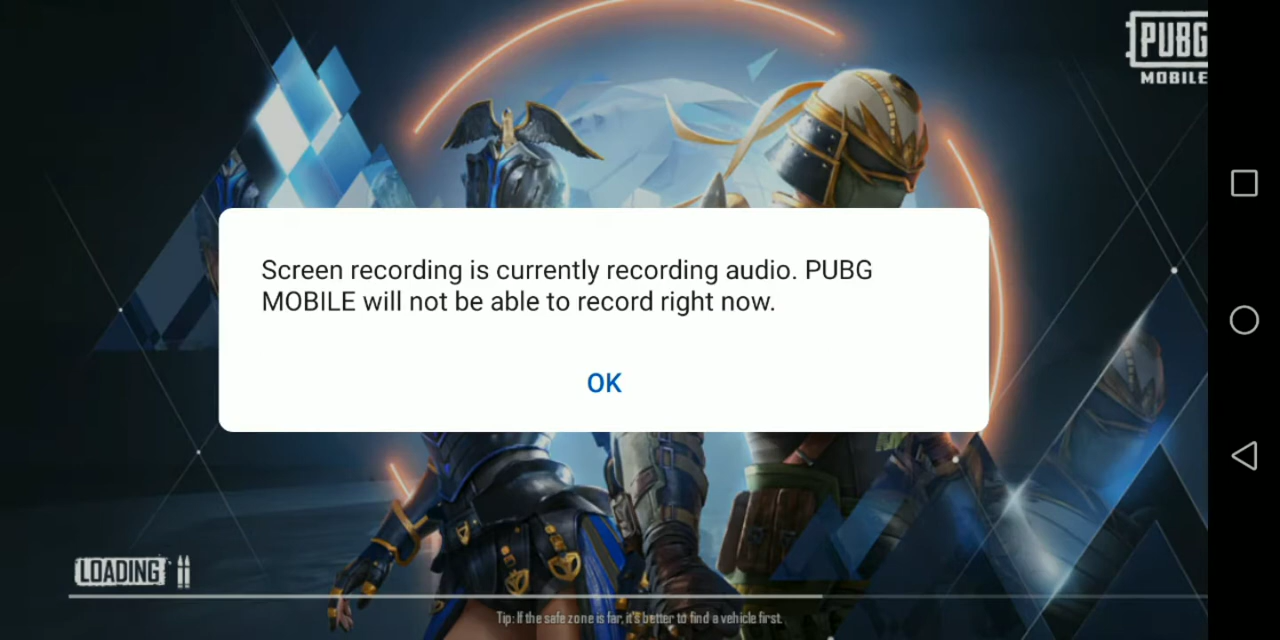 PUBG
MOBILE
Screen recording is currently recording audio. PUBG
MOBILE will not be able to record right now.
OK
LOADING
Tip: If the safe zone is far, it's better to find a vehicle first.